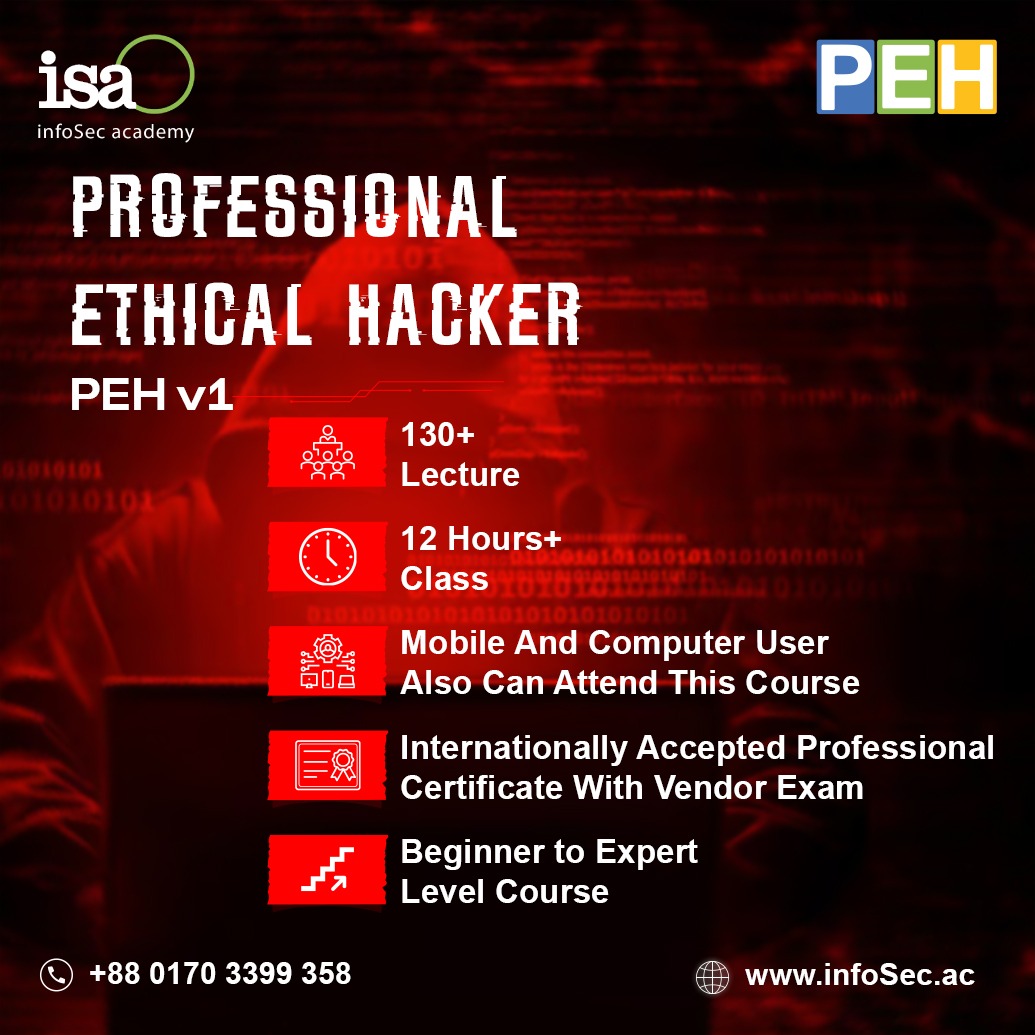 isa
infoSec academy
PEH
PROFESSIONAL
ETHICAL HACKER
PEH v1
130+
Lecture
12 Hours+
Class
Mobile And Computer User
Also Can Attend This Course
Internationally Accepted Professional
Certificate With Vendor Exam
Beginner to Expert
Level Course
+88 0170 3399 358
www.infoSec.ac